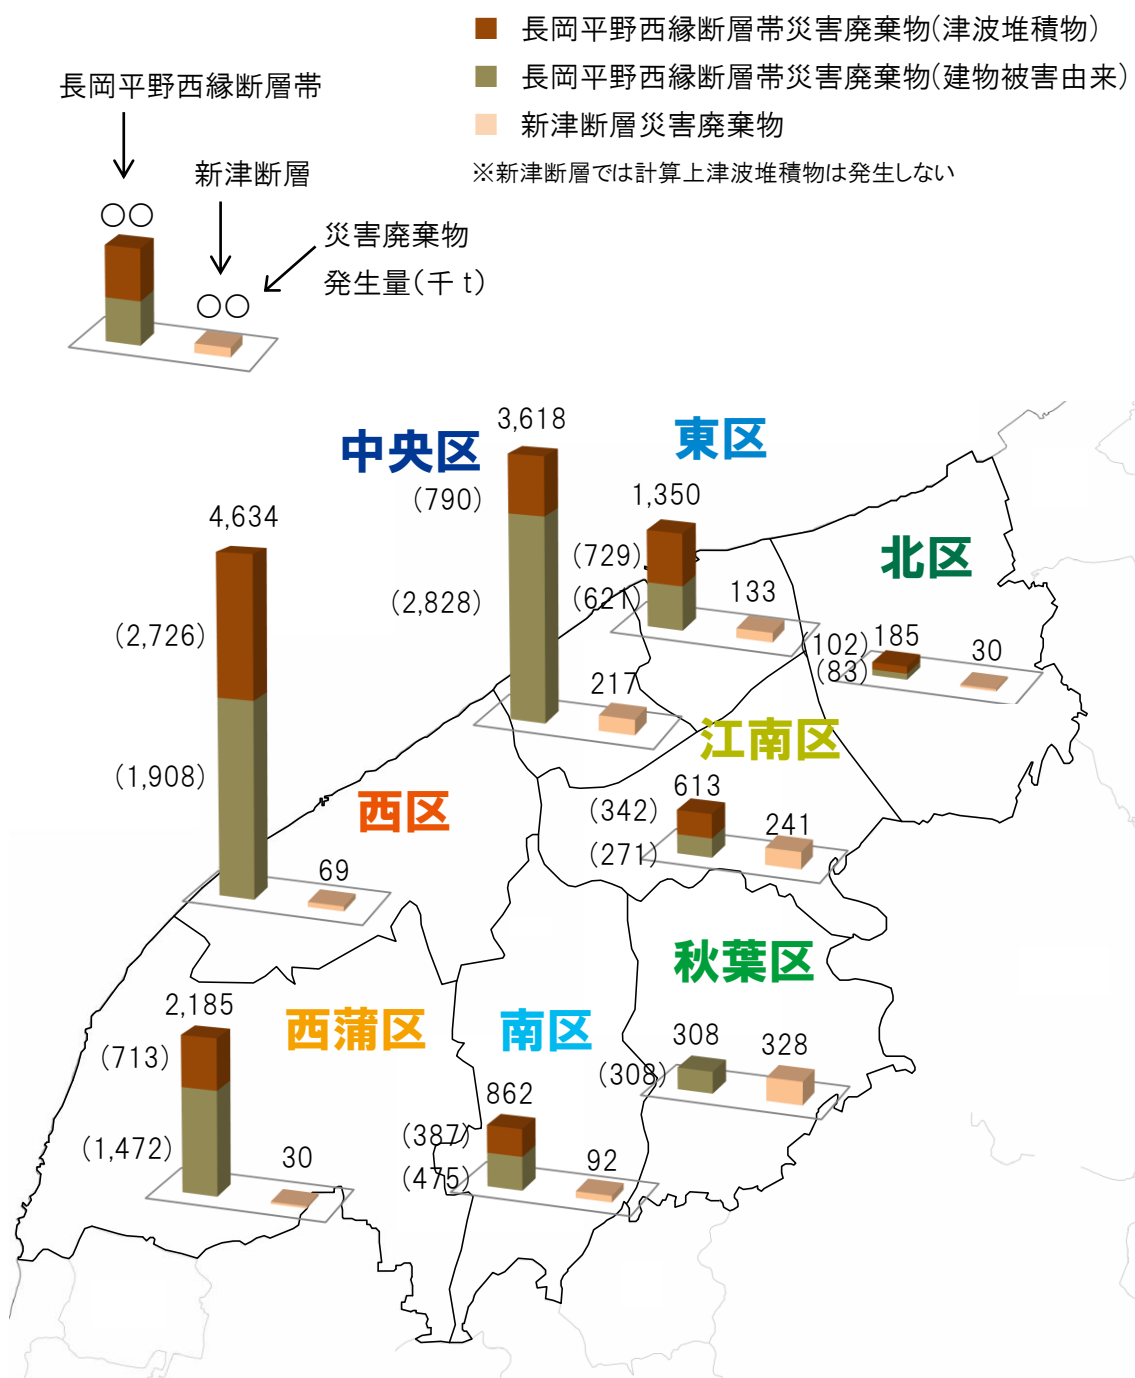 長岡平野西縁断層帯災害廃棄物(津波堆積物)
長岡平野西縁断層帯災害廃棄物(建物被害由来)
新津断層災害廃棄物
※新津断層では計算上津波堆積物は発生しない
長岡平野西縁断層帯
新津断層
○○
災害廃棄物
発生量(千t)
○○
中央区
3,618
(790)
(2,828)
217
東区
1,350
(729)
(621)
133
北区
102)
(83)
185
30
4,634
(2,726)
(1,908)
西区
69
江南区
613
(342)
(271)
241
秋葉区
308
(308)
328
2,185
(713)
(1,472)
西蒲区
30
南区
862
(387)
(475)
92